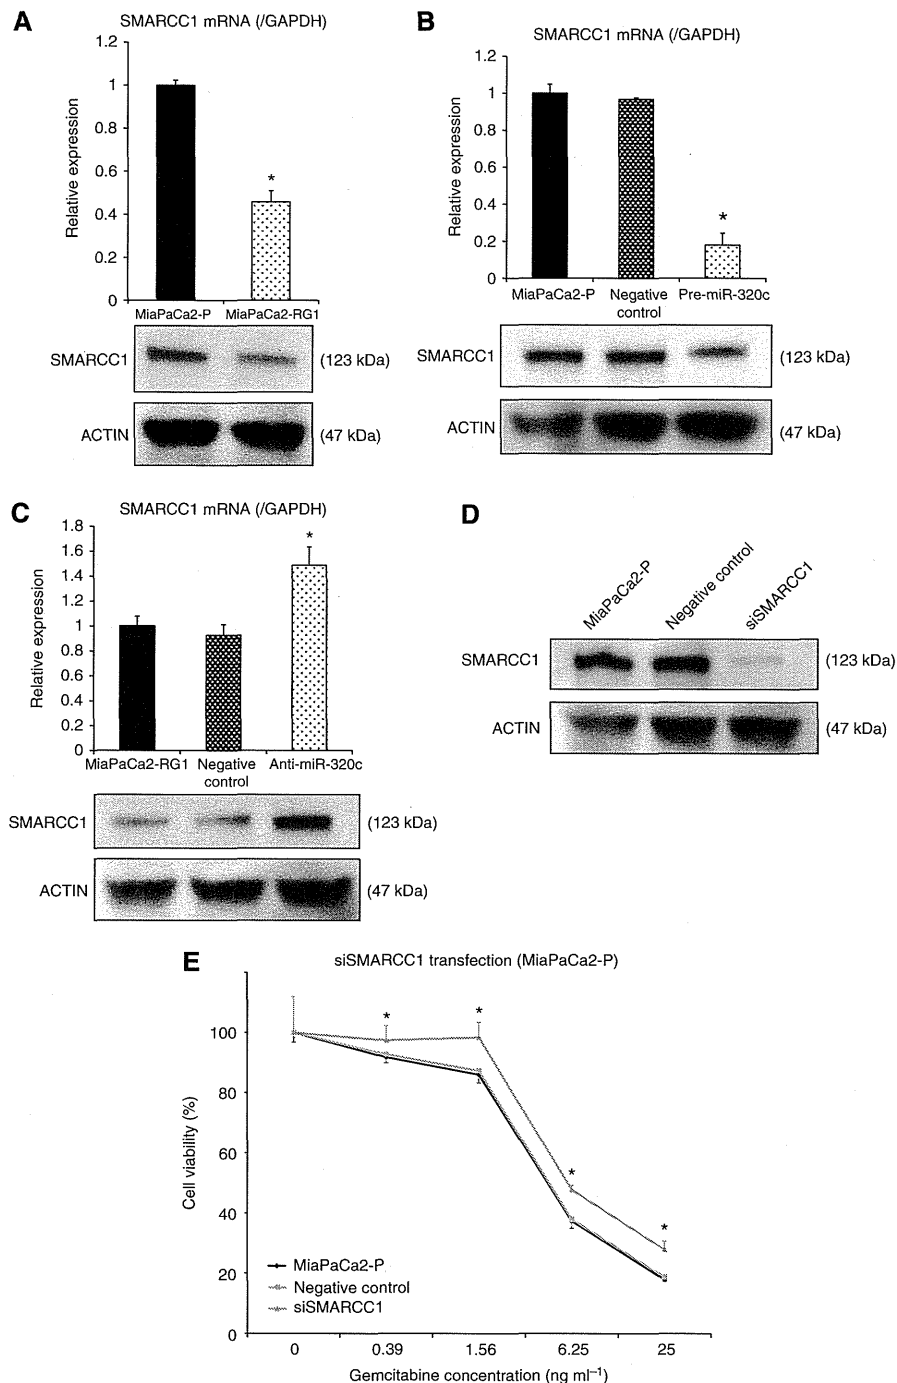 A
SMARCC1 mRNA (/GAPDH)
Relative expression
1.2
1
0.8
0.6
0.4
0.2
0
*
MiaPaCa2-P MiaPaCa2-RG1
SMARCC1 (123 kDa)
ACTIN (47 kDa)
B
SMARCC1 mRNA (/GAPDH)
Relative expression
1.2
1
0.8
0.6
0.4
0.2
0
*
MiaPaCa2-P Negative control Pre-miR-320c
SMARCC1 (123 kDa)
ACTIN (47 kDa)
C
SMARCC1 mRNA (/GAPDH)
Relative expression
1.8
1.6
1.4
1.2
1
0.8
0.6
0.4
0.2
0
*
MiaPaCa2-RG1 Negative control Anti-miR-320c
SMARCC1 (123 kDa)
ACTIN (47 kDa)
D
MiaPaCa2-P
Negative control
siSMARCC1
SMARCC1 (123 kDa)
ACTIN (47 kDa)
E
siSMARCC1 transfection (MiaPaCa2-P)
Cell viability (%)
100
80
60
40
20
0
* * * *
MiaPaCa2-P
Negative control
siSMARCC1
0 0.39 1.56 6.25 25
Gemcitabine concentration (ng ml⁻¹)